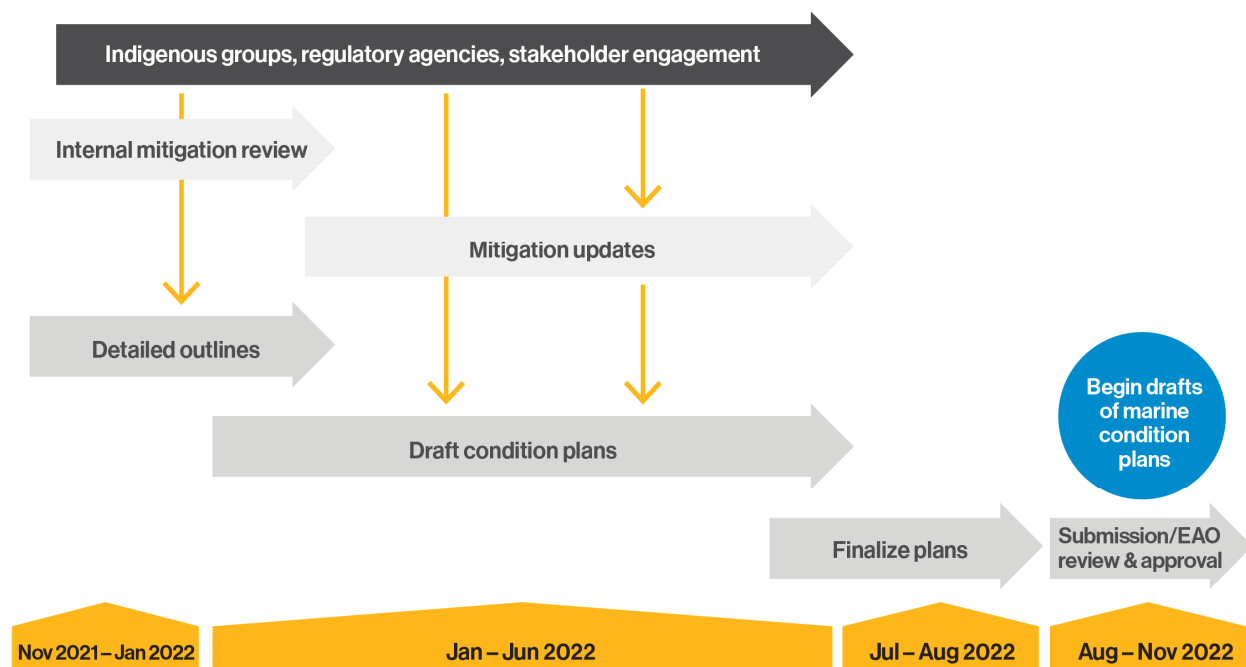 Indigenous groups, regulatory agencies, stakeholder engagement
Internal mitigation review
Mitigation updates
Detailed outlines
Draft condition plans
Begin drafts
of marine
condition
plans
Finalize plans
Submission/EAO
review & approval
Nov 2021 – Jan 2022
Jan – Jun 2022
Jul – Aug 2022
Aug – Nov 2022